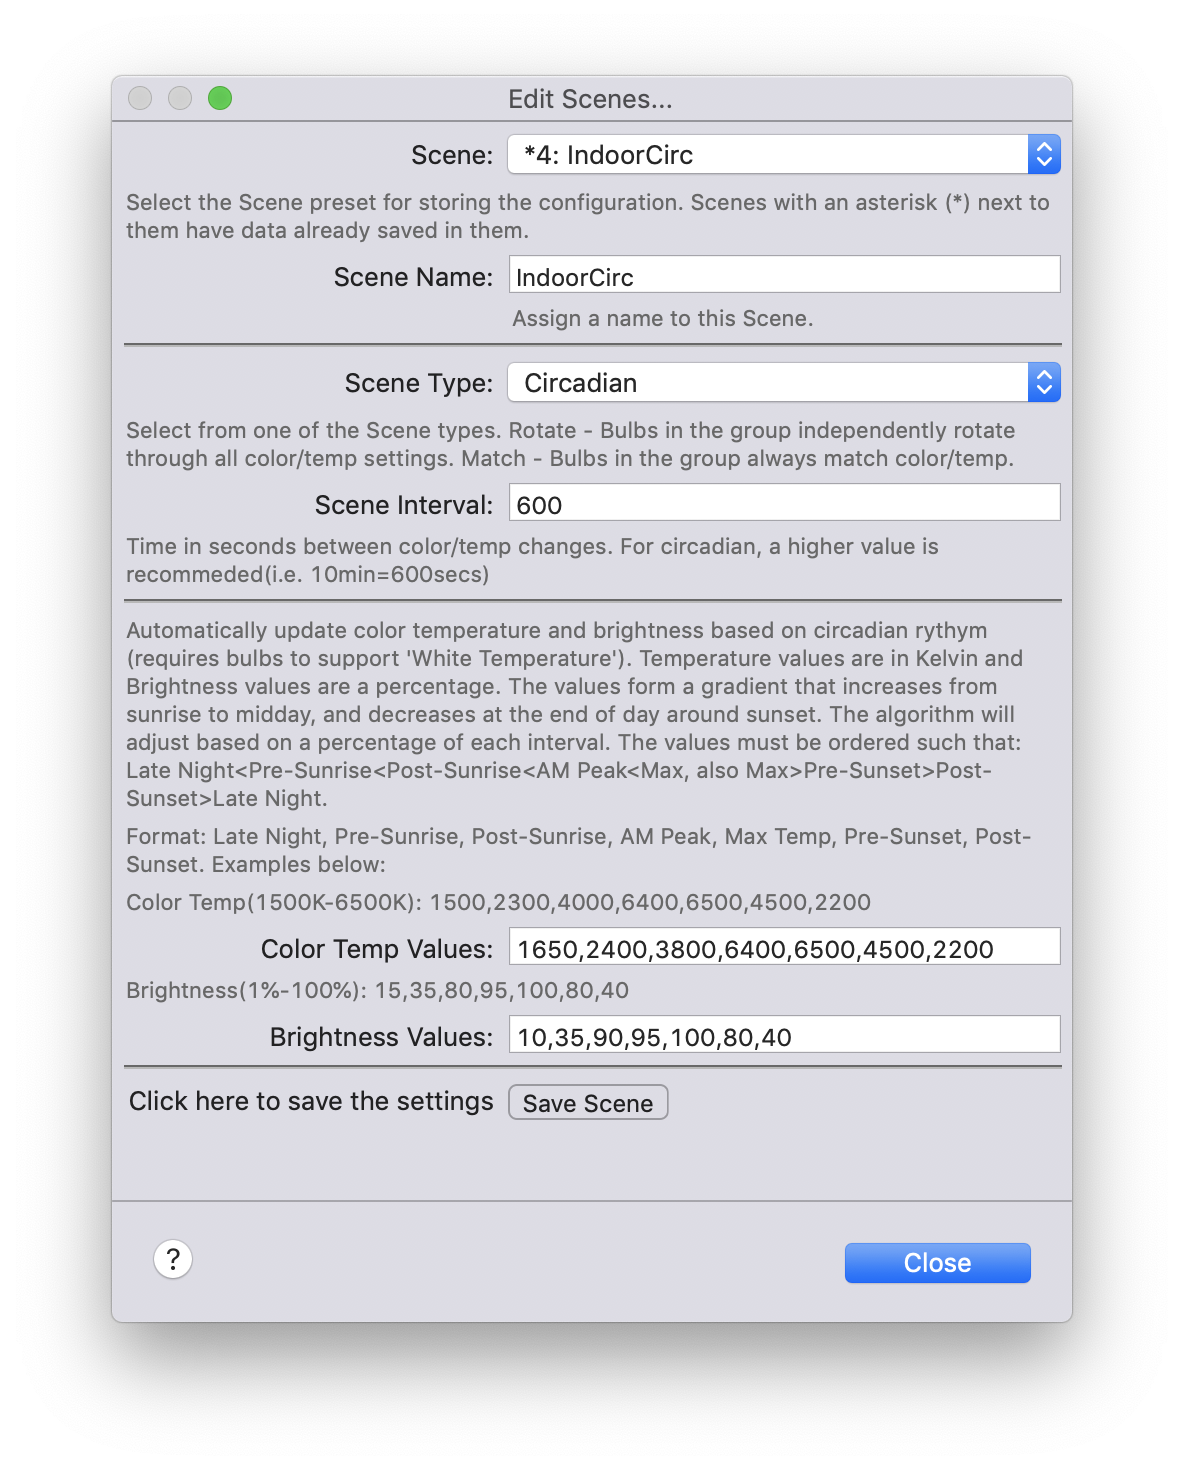 Edit Scenes...
Scene: *4: IndoorCirc
Select the Scene preset for storing the configuration. Scenes with an asterisk (*) next to
them have data already saved in them.
Scene Name: IndoorCirc
Assign a name to this Scene.
Scene Type: Circadian
Select from one of the Scene types. Rotate - Bulbs in the group independently rotate
through all color/temp settings. Match - Bulbs in the group always match color/temp.
Scene Interval: 600
Time in seconds between color/temp changes. For circadian, a higher value is
recommeded(i.e. 10min=600secs)
Automatically update color temperature and brightness based on circadian rythym
(requires bulbs to support 'White Temperature'). Temperature values are in Kelvin and
Brightness values are a percentage. The values form a gradient that increases from
sunrise to midday, and decreases at the end of day around sunset. The algorithm will
adjust based on a percentage of each interval. The values must be ordered such that:
Late Night<Pre-Sunrise<Post-Sunrise<AM Peak<Max, also Max>Pre-Sunset>Post-
Sunset>Late Night.
Format: Late Night, Pre-Sunrise, Post-Sunrise, AM Peak, Max Temp, Pre-Sunset, Post-
Sunset. Examples below:
Color Temp(1500K-6500K): 1500,2300,4000,6400,6500,4500,2200
Color Temp Values: 1650,2400,3800,6400,6500,4500,2200
Brightness(1%-100%): 15,35,80,95,100,80,40
Brightness Values: 10,35,90,95,100,80,40
Click here to save the settings Save Scene
? Close